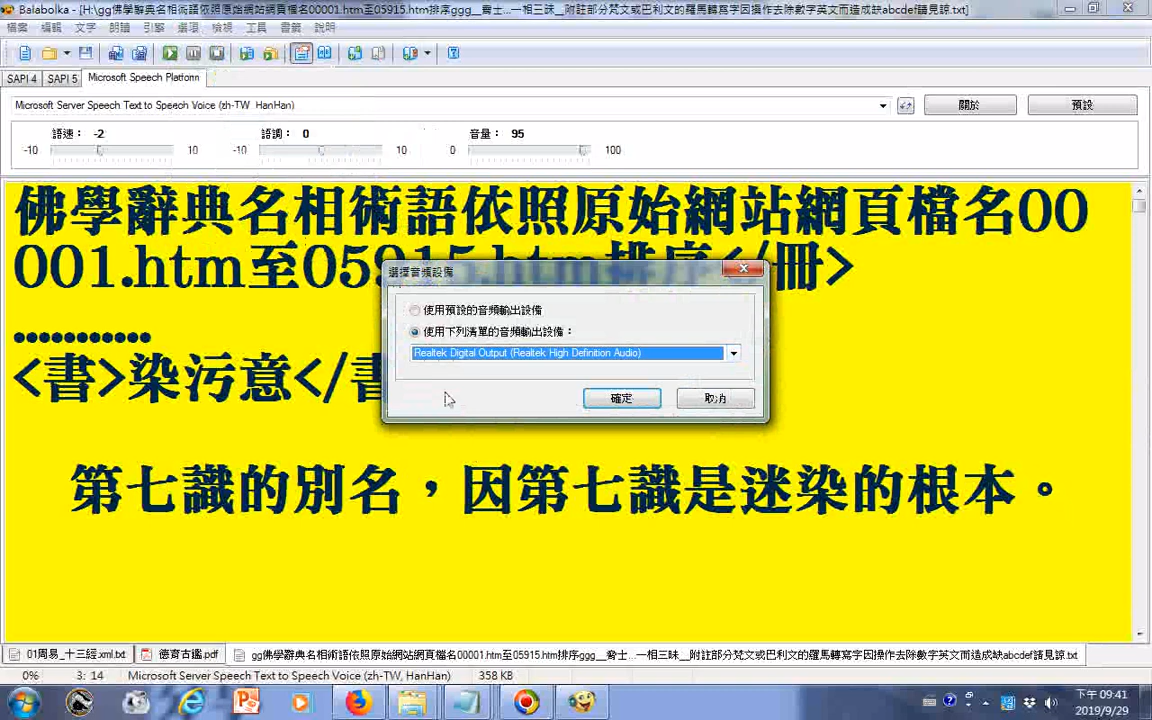 Balabolka - [H:\gg佛學辭典名相術語依照原始網站網頁檔名00001.htm至05915.htm排序ggg__脅士...一相三昧__附註部分梵文或巴利文的羅馬轉寫字因操作去除數字英文而造成缺abcdef請見諒.txt]
檔案 編輯 文字 朗讀 引擎 選項 檢視 工具 音籤 說明
SAPI 4 SAPI 5 Microsoft Speech Platform
Microsoft Server Speech Text to Speech Voice (zh-TW, HanHan) 關於 預設
語速： -2 語調： 0 音量： 95
-10 10 -10 10 0 100
佛學辭典名相術語依照原始網站網頁檔名00
001.htm至05915.htm排序</冊>
選擇音頻設備
使用預設的音頻輸出設備
使用下列清單的音頻輸出設備：
Realtek Digital Output (Realtek High Definition Audio)
確定 取消
...........
<書>染污意</書
第七識的別名，因第七識是迷染的根本。
01周易_十三經.xml.txt 德育古鑑.pdf gg佛學辭典名相術語依照原始網站網頁檔名00001.htm至05915.htm排序ggg__脅士...一相三昧__附註部分梵文或巴利文的羅馬轉寫字因操作去除數字英文而造成缺abcdef請見諒.txt
0% 3: 14 Microsoft Server Speech Text to Speech Voice (zh-TW, HanHan) 358 KB
下午 09:41
2019/9/29